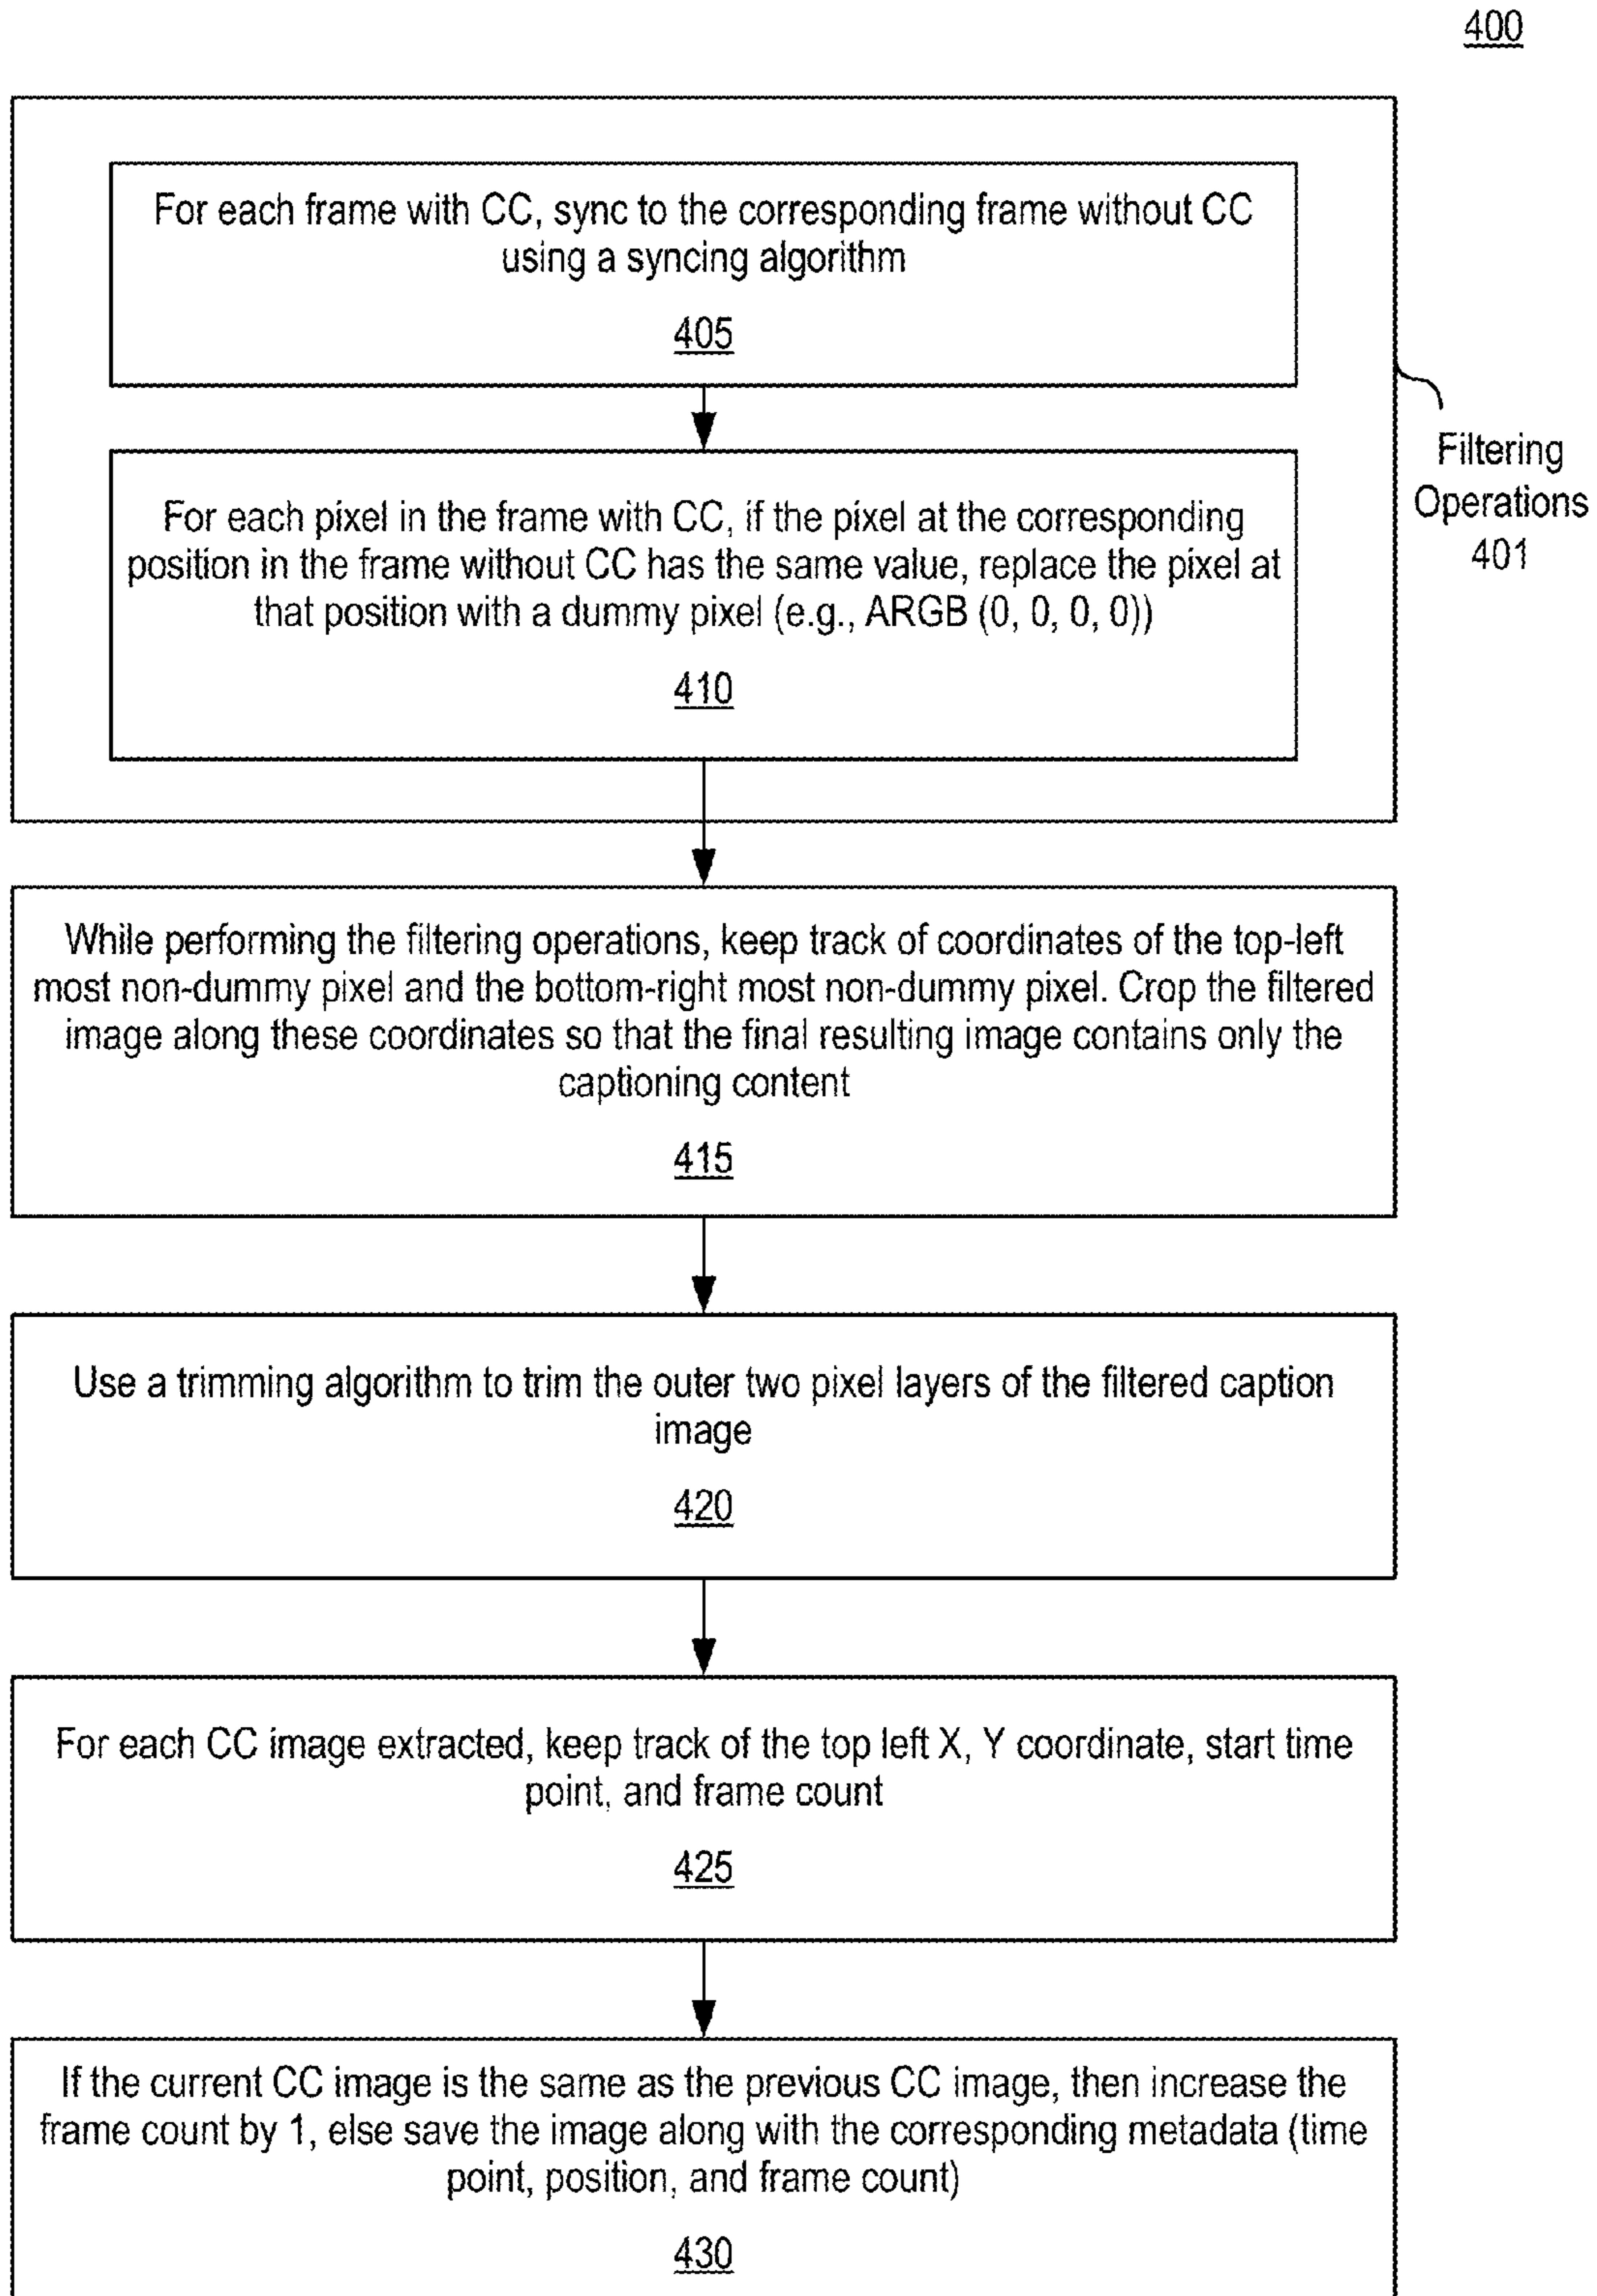 400
For each frame with CC, sync to the corresponding frame without CC
using a syncing algorithm
405
For each pixel in the frame with CC, if the pixel at the corresponding
position in the frame without CC has the same value, replace the pixel at
that position with a dummy pixel (e.g., ARGB (0, 0, 0, 0))
410
Filtering
Operations
401
While performing the filtering operations, keep track of coordinates of the top-left
most non-dummy pixel and the bottom-right most non-dummy pixel. Crop the filtered
image along these coordinates so that the final resulting image contains only the
captioning content
415
Use a trimming algorithm to trim the outer two pixel layers of the filtered caption
image
420
For each CC image extracted, keep track of the top left X, Y coordinate, start time
point, and frame count
425
If the current CC image is the same as the previous CC image, then increase the
frame count by 1, else save the image along with the corresponding metadata (time
point, position, and frame count)
430